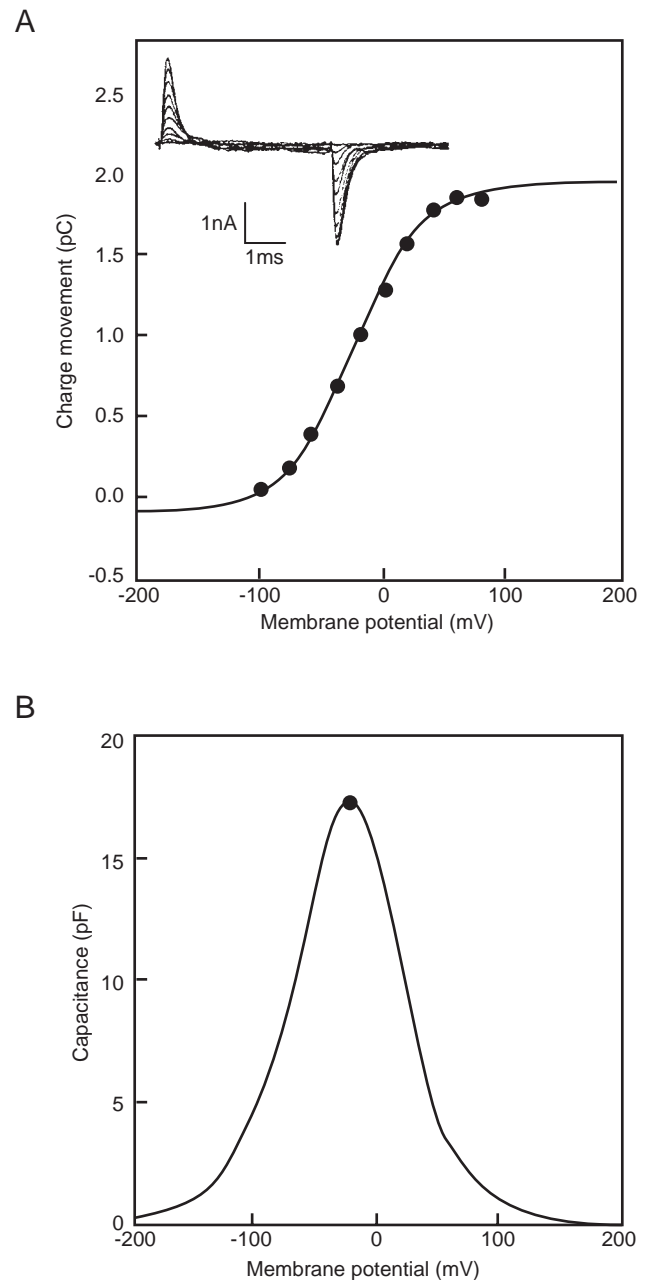 A
2.5
2.0
1.5
1.0
0.5
0.0
-0.5
Charge movement (pC)
1nA
1ms
-200 -100 0 100 200
Membrane potential (mV)
B
20
15
10
5
0
Capacitance (pF)
-200 -100 0 100 200
Membrane potential (mV)